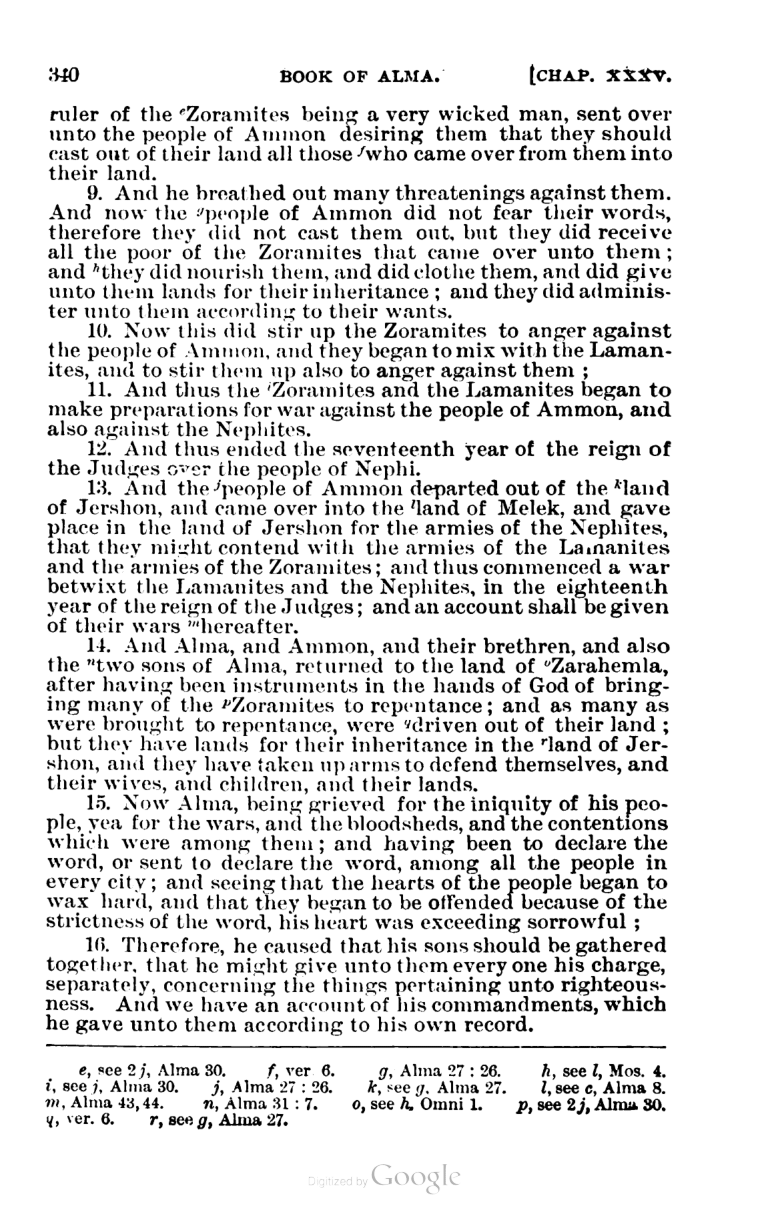 340 BOOK OF ALMA. [CHAP. XXXV.
ruler of the eZoramites being a very wicked man, sent over
unto the people of Ammon desiring them that they should
cast out of their land all those fwho came over from them into
their land.
9. And he breathed out many threatenings against them.
And now the gpeople of Ammon did not fear their words,
therefore they did not cast them out, but they did receive
all the poor of the Zoramites that came over unto them;
and hthey did nourish them, and did clothe them, and did give
unto them lands for their inheritance; and they did adminis-
ter unto them according to their wants.
10. Now this did stir up the Zoramites to anger against
the people of Ammon, and they began to mix with the Laman-
ites, and to stir them up also to anger against them;
11. And thus the iZoramites and the Lamanites began to
make preparations for war against the people of Ammon, and
also against the Nephites.
12. And thus ended the seventeenth year of the reign of
the Judges over the people of Nephi.
13. And the jpeople of Ammon departed out of the kland
of Jershon, and came over into the lland of Melek, and gave
place in the land of Jershon for the armies of the Nephites,
that they might contend with the armies of the Lamanites
and the armies of the Zoramites; and thus commenced a war
betwixt the Lamanites and the Nephites, in the eighteenth
year of the reign of the Judges; and an account shall be given
of their wars mhereafter.
14. And Alma, and Ammon, and their brethren, and also
the ntwo sons of Alma, returned to the land of oZarahemla,
after having been instruments in the hands of God of bring-
ing many of the pZoramites to repentance; and as many as
were brought to repentance, were qdriven out of their land;
but they have lands for their inheritance in the rland of Jer-
shon, and they have taken up arms to defend themselves, and
their wives, and children, and their lands.
15. Now Alma, being grieved for the iniquity of his peo-
ple, yea for the wars, and the bloodsheds, and the contentions
which were among them; and having been to declare the
word, or sent to declare the word, among all the people in
every city; and seeing that the hearts of the people began to
wax hard, and that they began to be offended because of the
strictness of the word, his heart was exceeding sorrowful;
16. Therefore, he caused that his sons should be gathered
together, that he might give unto them every one his charge,
separately, concerning the things pertaining unto righteous-
ness. And we have an account of his commandments, which
he gave unto them according to his own record.
e, see 2 j, Alma 30. f, ver 6. g, Alma 27 : 26. h, see l, Mos. 4.
i, see j, Alma 30. j, Alma 27 : 26. k, see g, Alma 27. l, see c, Alma 8.
m, Alma 43, 44. n, Alma 31 : 7. o, see h, Omni 1. p, see 2 j, Alma 30.
q, ver. 6. r, see g, Alma 27.
Digitized by Google